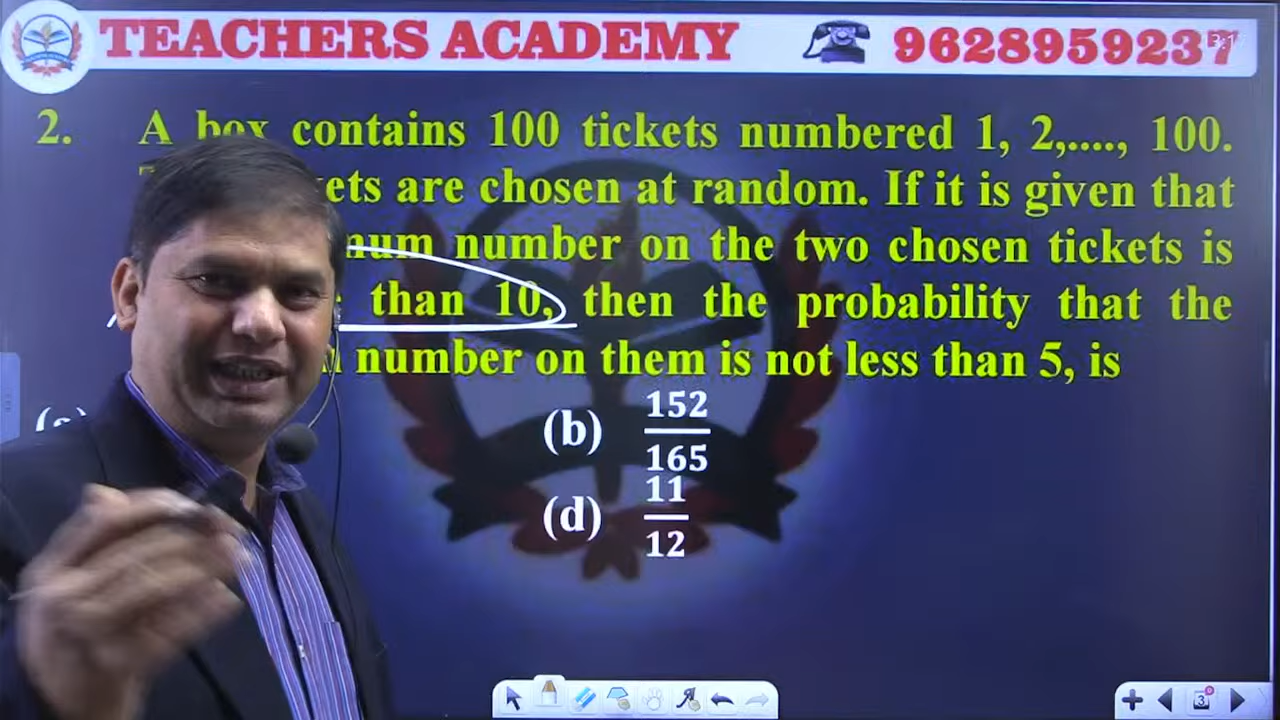 TEACHERS ACADEMY
9628959237
2. A box contains 100 tickets numbered 1, 2,...., 100.
are chosen at random. If it is given that
number on the two chosen tickets is
than 10, then the probability that the
number on them is not less than 5, is
(b) 152/165
(d) 11/12
3